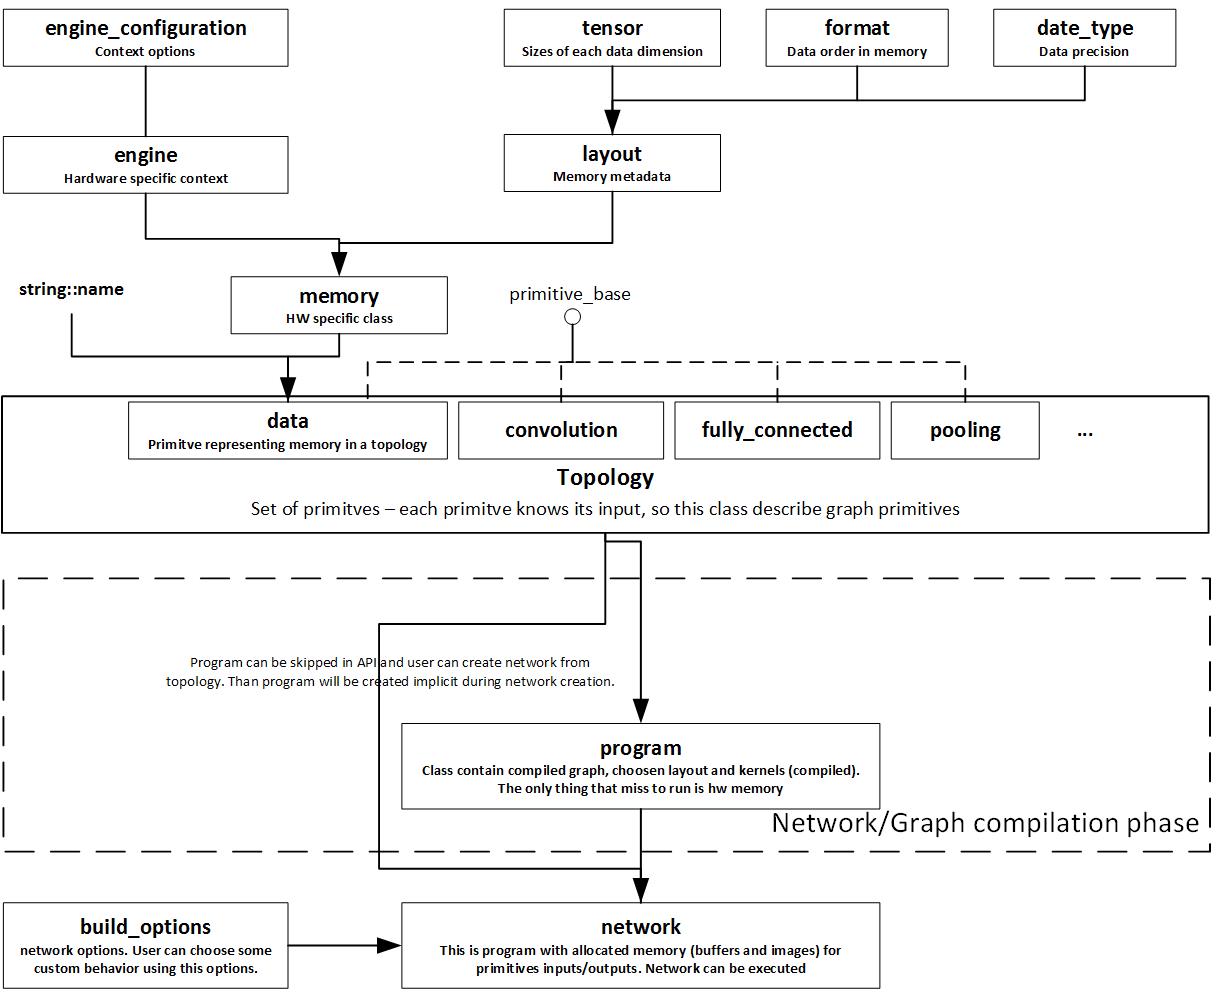 engine_configuration
Context options
tensor
Sizes of each data dimension
format
Data order in memory
date_type
Data precision
engine
Hardware specific context
layout
Memory metadata
string::name
memory
HW specific class
primitive_base
data
Primitve representing memory in a topology
convolution
fully_connected
pooling
...
Topology
Set of primitves – each primitve knows its input, so this class describe graph primitives
Program can be skipped in API and user can create network from
topology. Than program will be created implicit during network creation.
program
Class contain compiled graph, choosen layout and kernels (compiled).
The only thing that miss to run is hw memory
Network/Graph compilation phase
build_options
network options. User can choose some
custom behavior using this options.
network
This is program with allocated memory (buffers and images) for
primitives inputs/outputs. Network can be executed